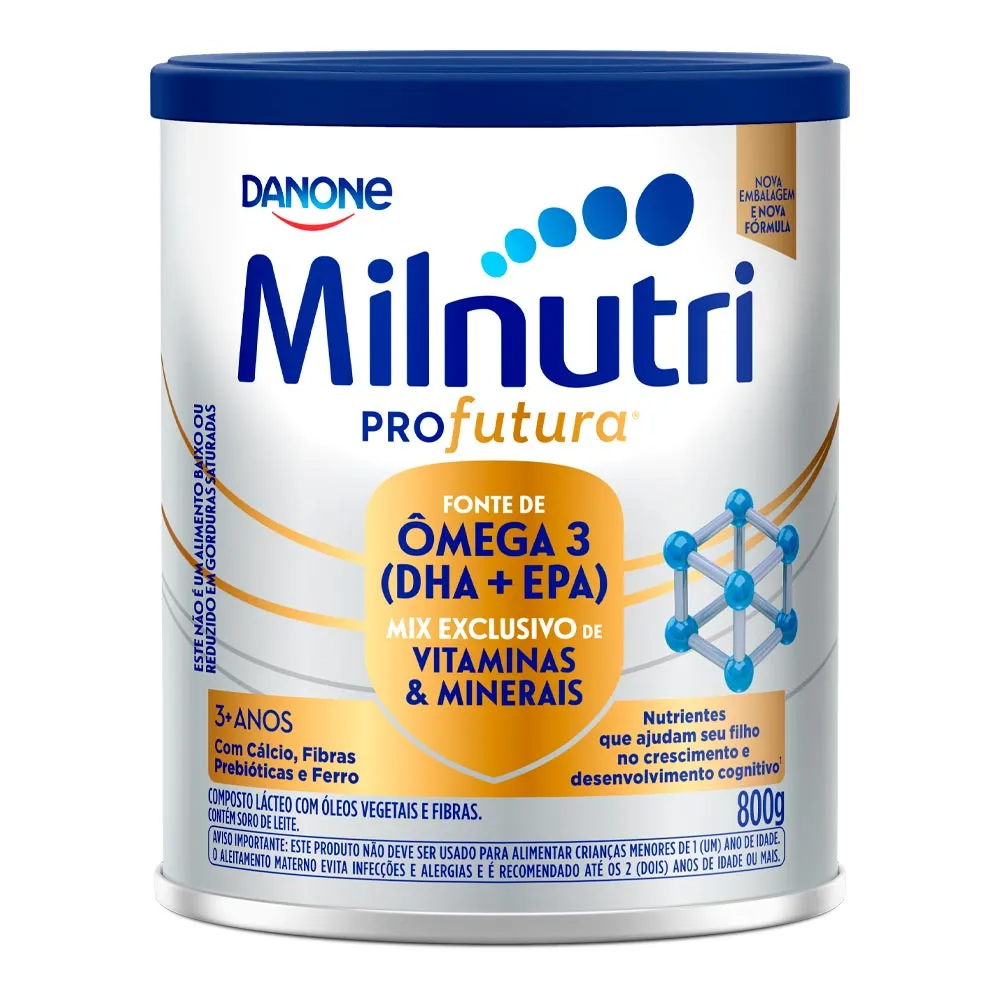 DANONE
NOVA
EMBALAGEM
E NOVA
FÓRMULA
Milnutri
PROfutura®
FONTE DE
ÔMEGA 3
(DHA + EPA)
MIX EXCLUSIVO DE
VITAMINAS
& MINERAIS
ESTE NÃO É UM ALIMENTO BAIXO OU
REDUZIDO EM GORDURAS SATURADAS
3+ ANOS
Com Cálcio, Fibras
Prebióticas e Ferro
Nutrientes
que ajudam seu filho
no crescimento e
desenvolvimento cognitivo¹
COMPOSTO LÁCTEO COM ÓLEOS VEGETAIS E FIBRAS.
CONTÉM SORO DE LEITE.
800g
AVISO IMPORTANTE: ESTE PRODUTO NÃO DEVE SER USADO PARA ALIMENTAR CRIANÇAS MENORES DE 1 (UM) ANO DE IDADE.
O ALEITAMENTO MATERNO EVITA INFECÇÕES E ALERGIAS E É RECOMENDADO ATÉ OS 2 (DOIS) ANOS DE IDADE OU MAIS.